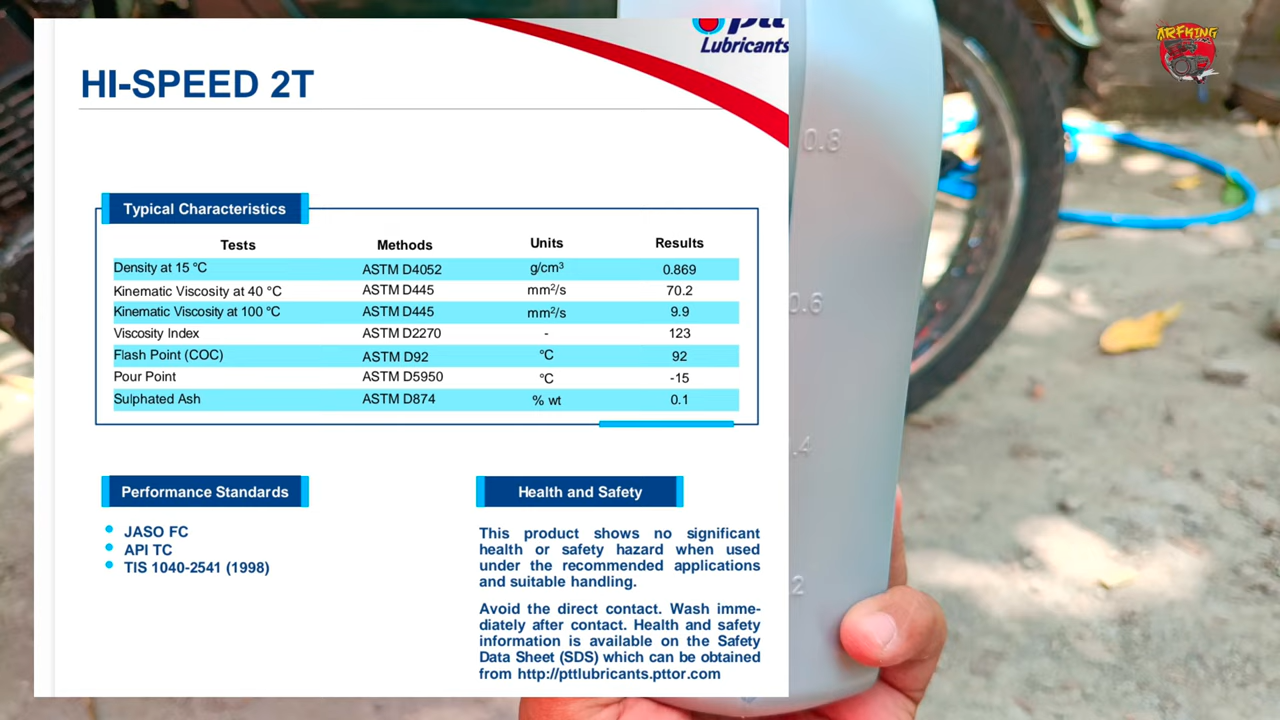 ptt
Lubricants
ARFKING
HI-SPEED 2T
Typical Characteristics
Tests Methods Units Results
Density at 15 °C ASTM D4052 g/cm³ 0.869
Kinematic Viscosity at 40 °C ASTM D445 mm²/s 70.2
Kinematic Viscosity at 100 °C ASTM D445 mm²/s 9.9
Viscosity Index ASTM D2270 - 123
Flash Point (COC) ASTM D92 °C 92
Pour Point ASTM D5950 °C -15
Sulphated Ash ASTM D874 % wt 0.1
Performance Standards
JASO FC
API TC
TIS 1040-2541 (1998)
Health and Safety
This product shows no significant
health or safety hazard when used
under the recommended applications
and suitable handling.
Avoid the direct contact. Wash imme-
diately after contact. Health and safety
information is available on the Safety
Data Sheet (SDS) which can be obtained
from http://pttlubricants.pttor.com
0.8
0.6
.4
2